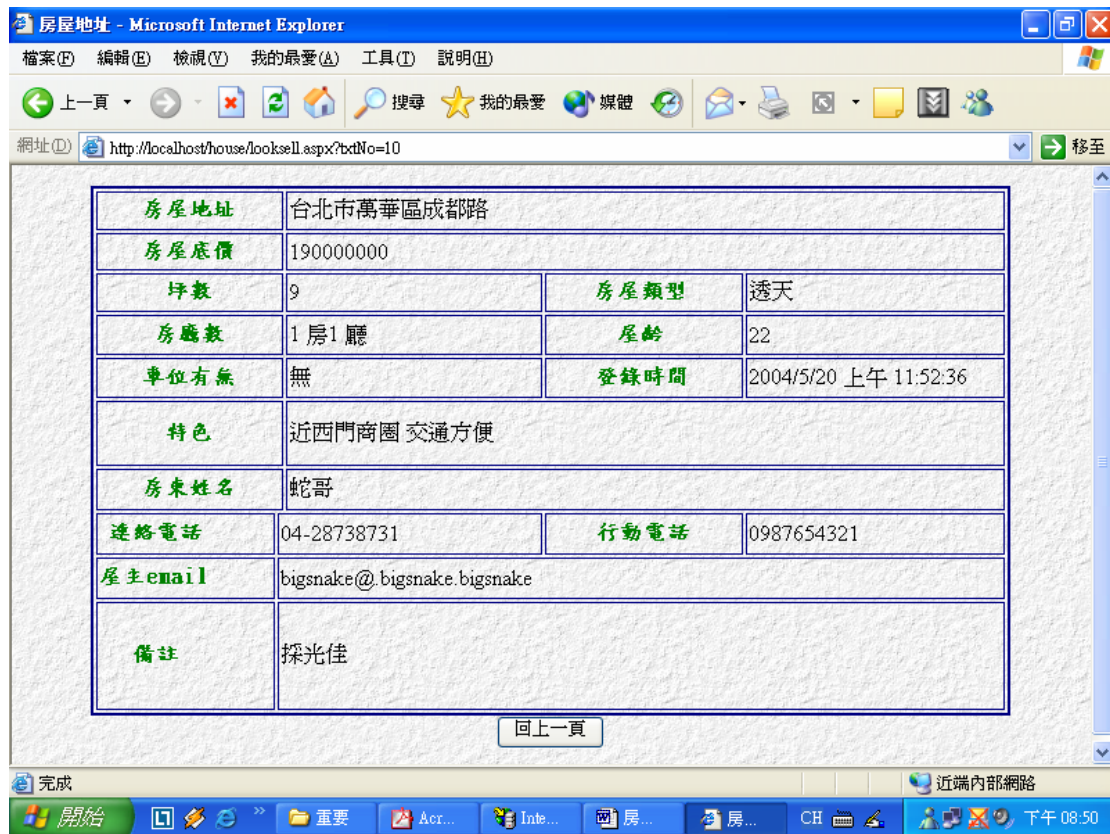 房屋地址 - Microsoft Internet Explorer
檔案(F) 編輯(E) 檢視(V) 我的最愛(A) 工具(T) 說明(H)
上一頁 搜尋 我的最愛 媒體
網址(D) http://localhost/house/looksell.aspx?txtNo=10 移至
房屋地址 台北市萬華區成都路
房屋底價 190000000
坪數 9 房屋類型 透天
房廳數 1 房1 廳 屋齡 22
車位有無 無 登錄時間 2004/5/20 上午 11:52:36
特色 近西門商圈 交通方便
房東姓名 蛇哥
連絡電話 04-28738731 行動電話 0987654321
屋主email bigsnake@.bigsnake.bigsnake
備註 採光佳
回上一頁
完成 近端內部網路
開始 » 重要 Acr... Inte... 房... 房... CH 下午 08:50